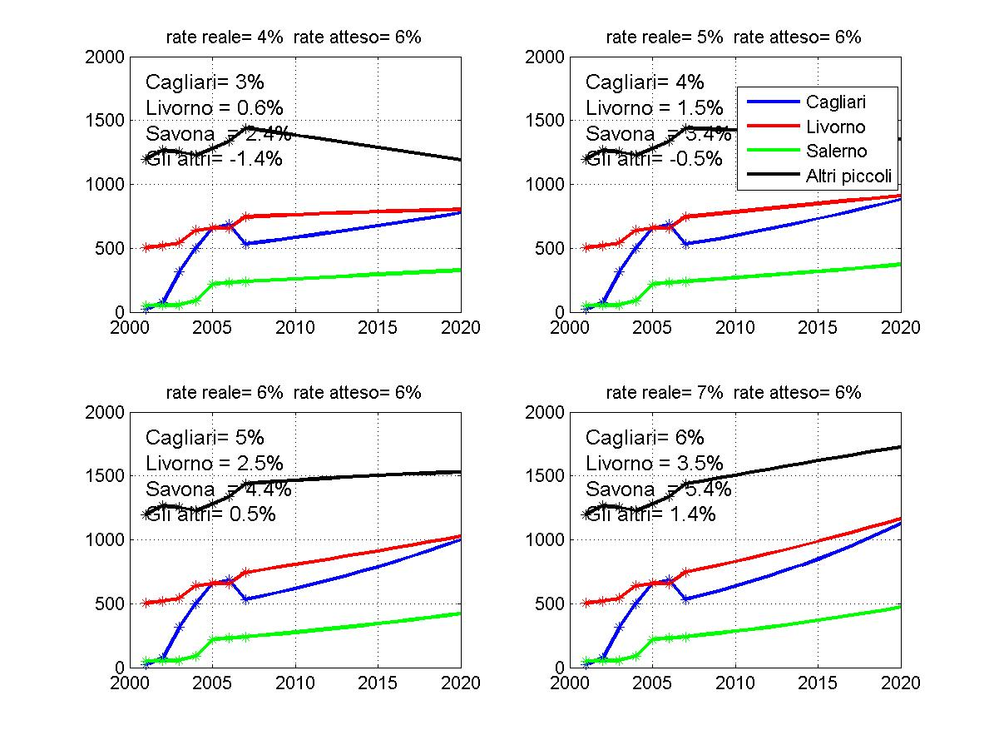 rate reale= 4%  rate atteso= 6%
2000
1500
1000
500
0
Cagliari= 3%
Livorno = 0.6%
Savona  = 2.4%
Gli altri= -1.4%
2000 2005 2010 2015 2020
rate reale= 5%  rate atteso= 6%
2000
1500
1000
500
0
Cagliari= 4%
Livorno = 1.5%
Savona  = 3.4%
Gli altri= -0.5%
Cagliari
Livorno
Salerno
Altri piccoli
2000 2005 2010 2015 2020
rate reale= 6%  rate atteso= 6%
2000
1500
1000
500
0
Cagliari= 5%
Livorno = 2.5%
Savona  = 4.4%
Gli altri= 0.5%
2000 2005 2010 2015 2020
rate reale= 7%  rate atteso= 6%
2000
1500
1000
500
0
Cagliari= 6%
Livorno = 3.5%
Savona  = 5.4%
Gli altri= 1.4%
2000 2005 2010 2015 2020